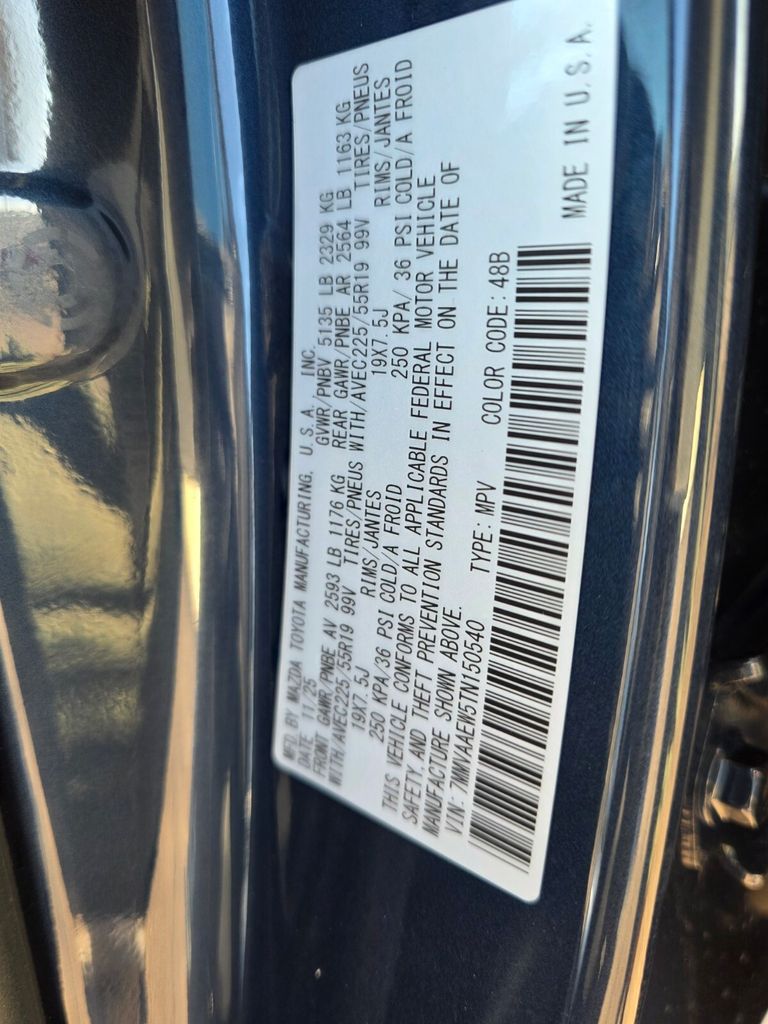 MFD BY MAZDA TOYOTA MANUFACTURING, U.S.A., INC.
DATE 11/25 GVWR/PNBV 5135 LB 2329 KG
FRONT GAWR/PNBE AV 2593 LB 1176 KG REAR GAWR/PNBE AR 2564 LB 1163 KG
WITH/AVEC225/55R19 99V TIRES/PNEUS WITH/AVEC225/55R19 99V TIRES/PNEUS
19X7.5J RIMS/JANTES 19X7.5J RIMS/JANTES
250 KPA/36 PSI COLD/A FROID 250 KPA/ 36 PSI COLD/A FROID
THIS VEHICLE CONFORMS TO ALL APPLICABLE FEDERAL MOTOR VEHICLE
SAFETY AND THEFT PREVENTION STANDARDS IN EFFECT ON THE DATE OF
MANUFACTURE SHOWN ABOVE.
VIN: 7MMVAAEW5TN150540 TYPE: MPV COLOR CODE: 48B
MADE IN U.S.A.